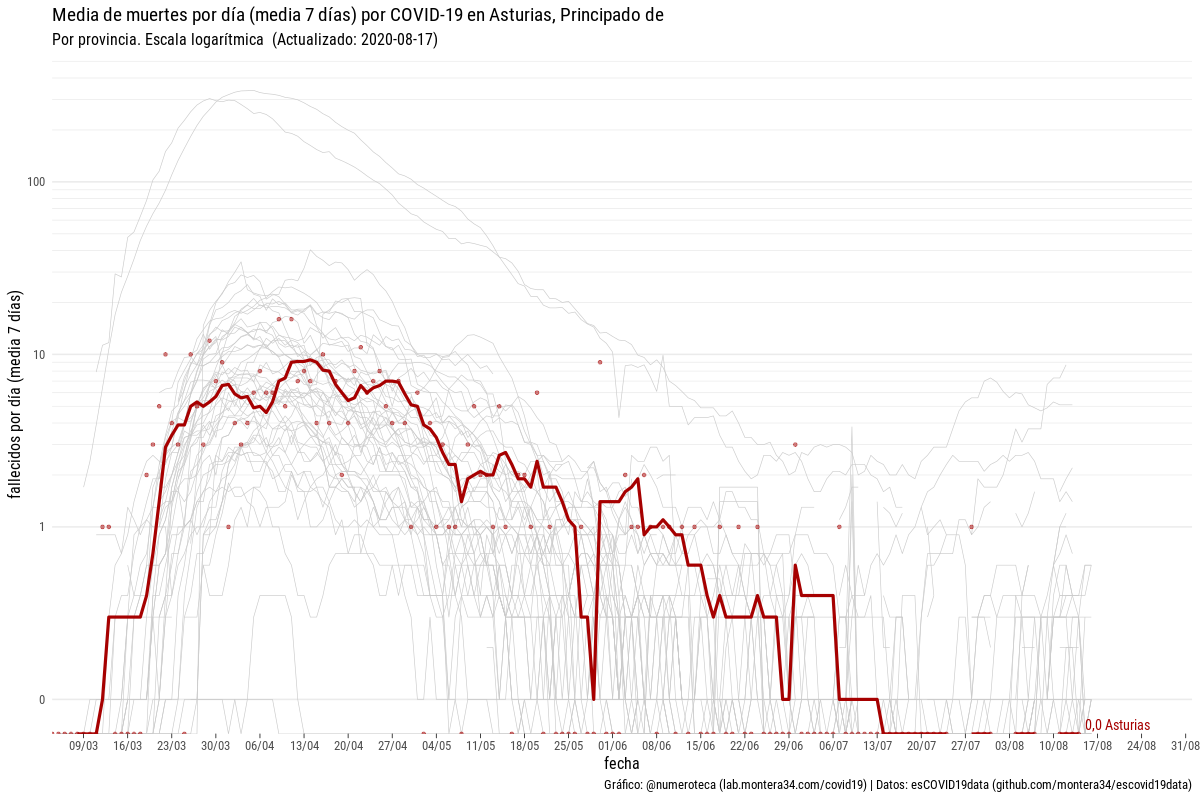 Media de muertes por día (media 7 días) por COVID-19 en Asturias, Principado de
Por provincia. Escala logarítmica  (Actualizado: 2020-08-17)
fallecidos por día (media 7 días)
100
10
1
0
0,0 Asturias
09/03 16/03 23/03 30/03 06/04 13/04 20/04 27/04 04/05 11/05 18/05 25/05 01/06 08/06 15/06 22/06 29/06 06/07 13/07 20/07 27/07 03/08 10/08 17/08 24/08 31/08
fecha
Gráfico: @numeroteca (lab.montera34.com/covid19) | Datos: esCOVID19data (github.com/montera34/escovid19data)